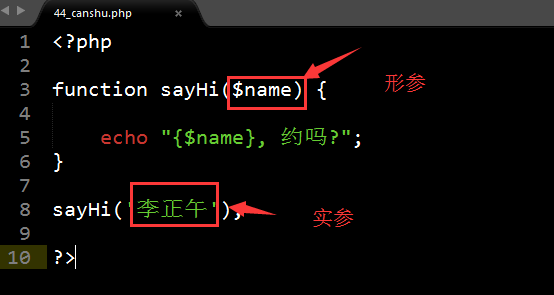 44_canshu.php ×
1 <?php
2
3 function sayHi($name) { 形参
4
5 echo "{$name}, 约吗?";
6 }
7
8 sayHi('李正午'); 实参
9
10 ?>